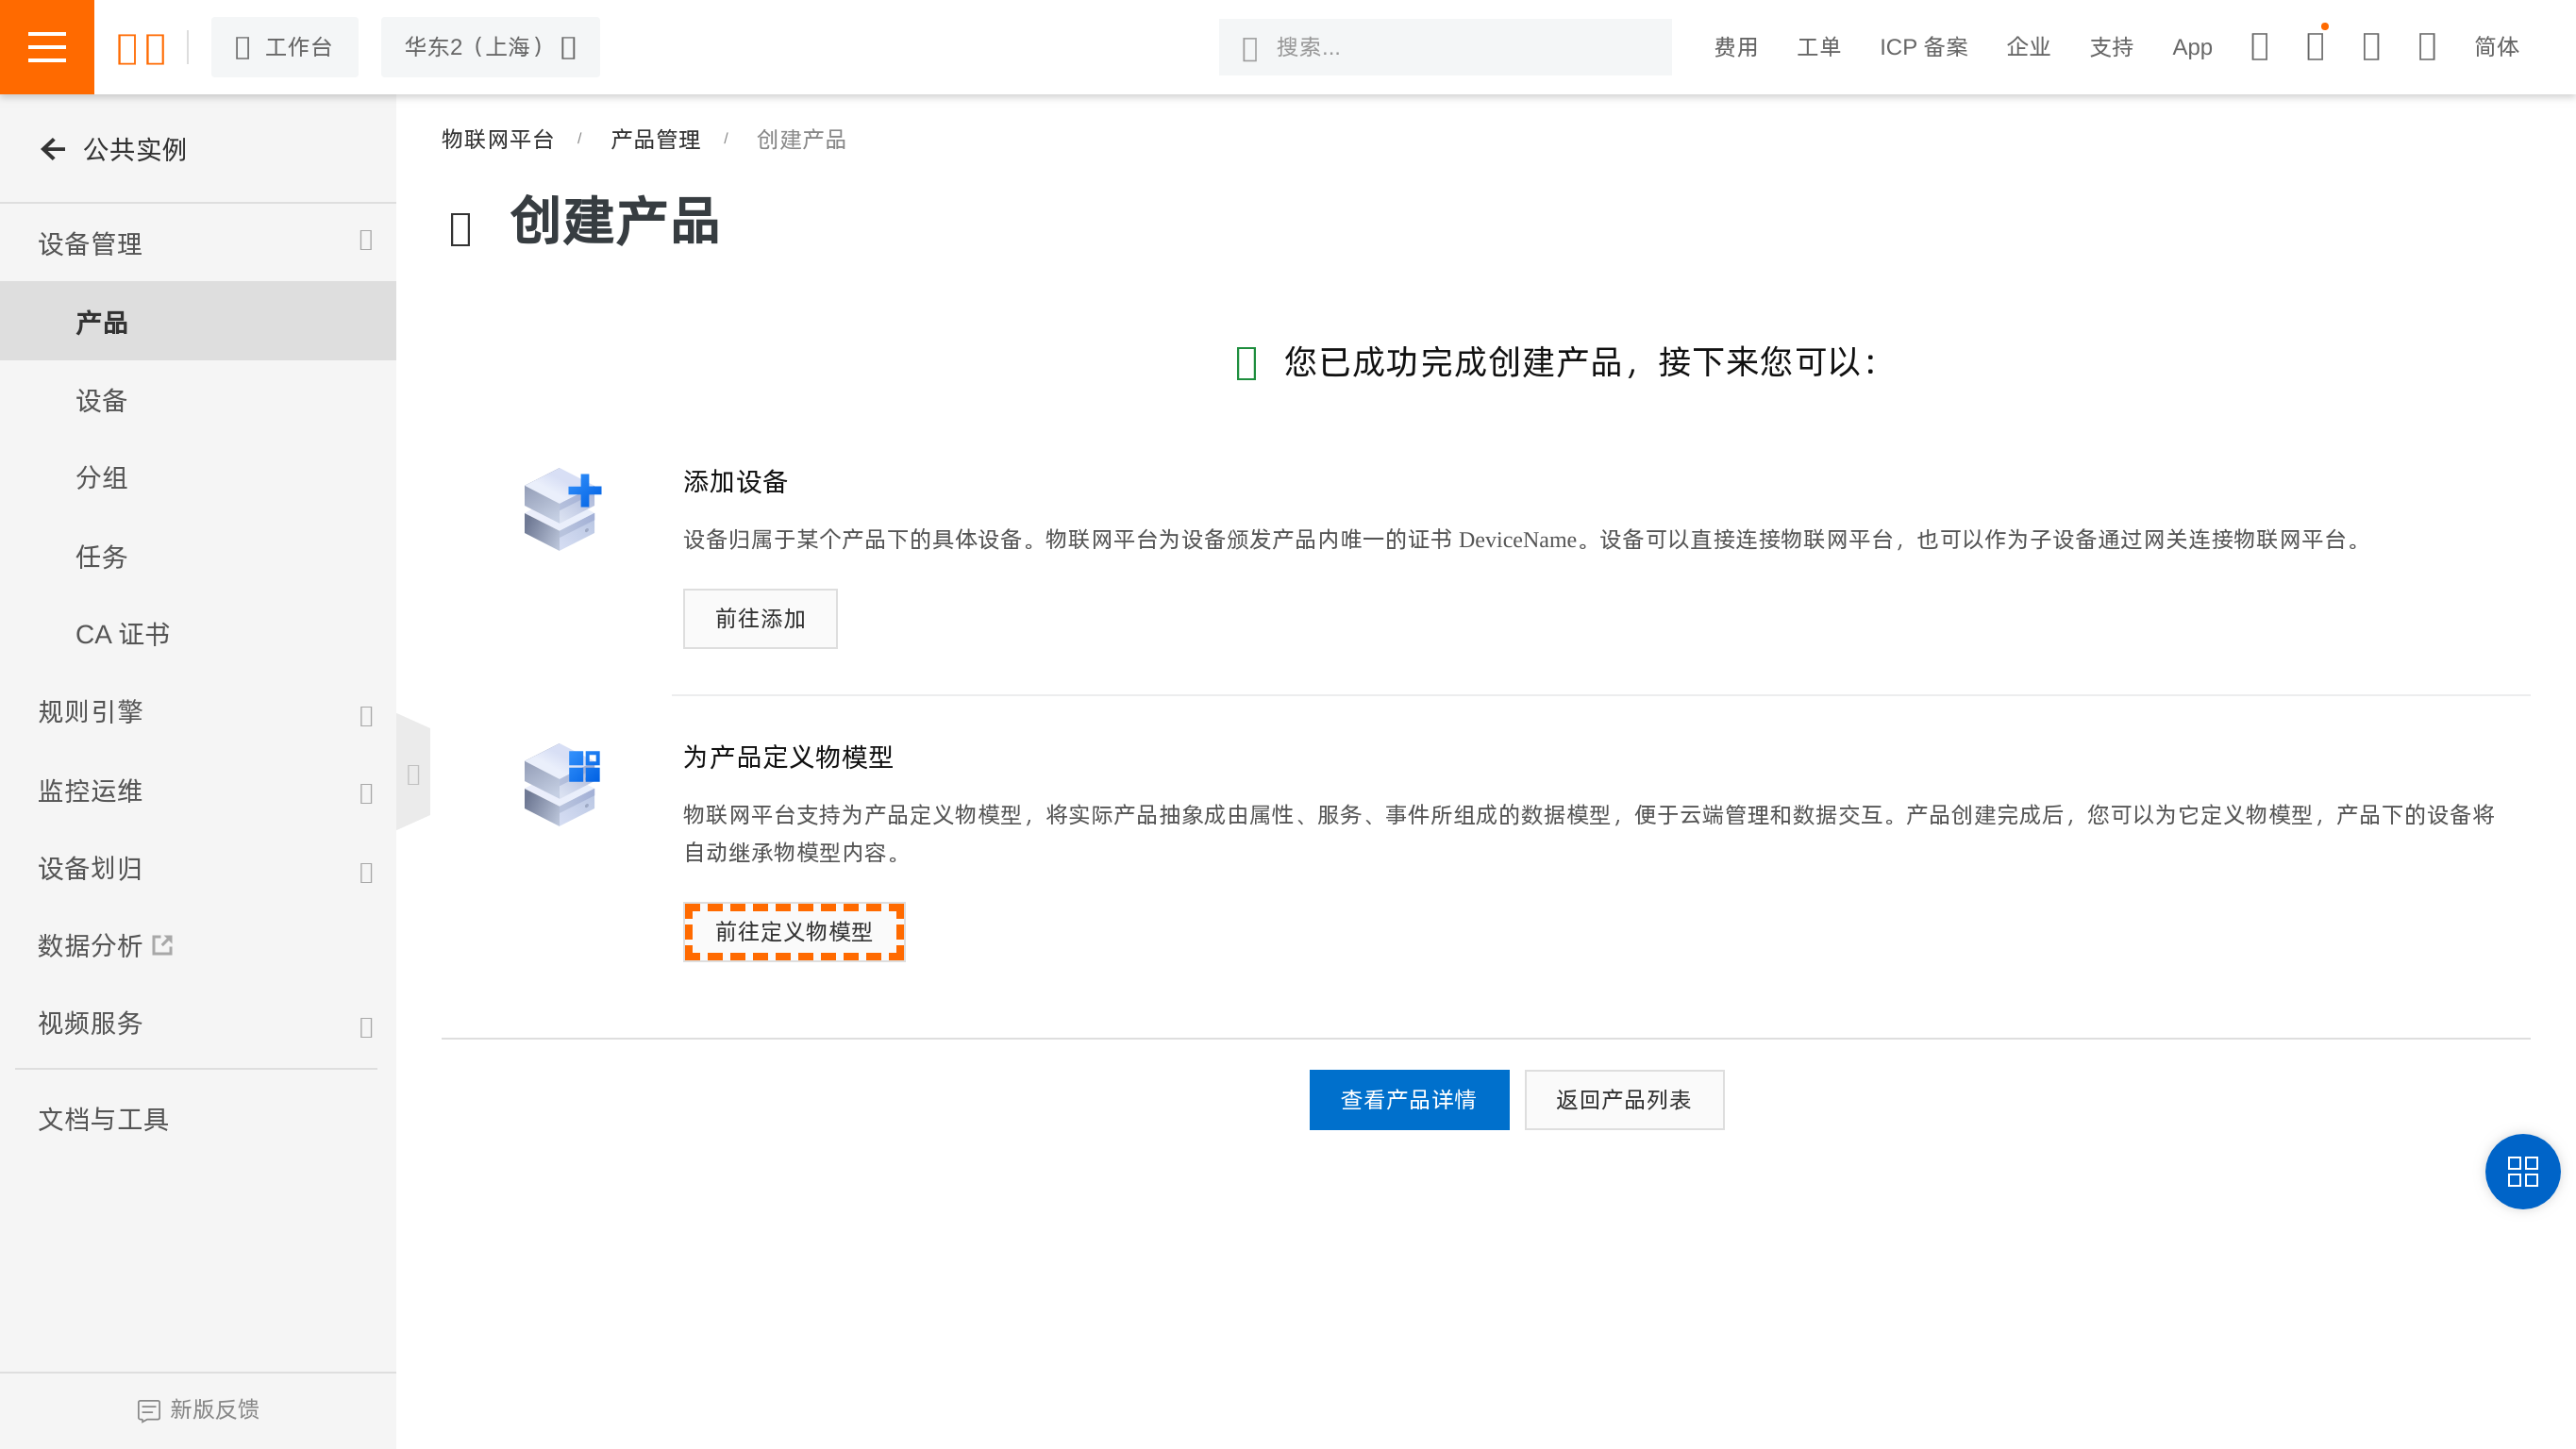 工作台
华东2（上海）
搜索...
费用
工单
ICP 备案
企业
支持
App
简体
公共实例
设备管理
产品
设备
分组
任务
CA 证书
规则引擎
监控运维
设备划归
数据分析
视频服务
文档与工具
新版反馈
物联网平台 / 产品管理 / 创建产品
创建产品
您已成功完成创建产品，接下来您可以：
添加设备
设备归属于某个产品下的具体设备。物联网平台为设备颁发产品内唯一的证书 DeviceName。设备可以直接连接物联网平台，也可以作为子设备通过网关连接物联网平台。
前往添加
为产品定义物模型
物联网平台支持为产品定义物模型，将实际产品抽象成由属性、服务、事件所组成的数据模型，便于云端管理和数据交互。产品创建完成后，您可以为它定义物模型，产品下的设备将
自动继承物模型内容。
前往定义物模型
查看产品详情
返回产品列表